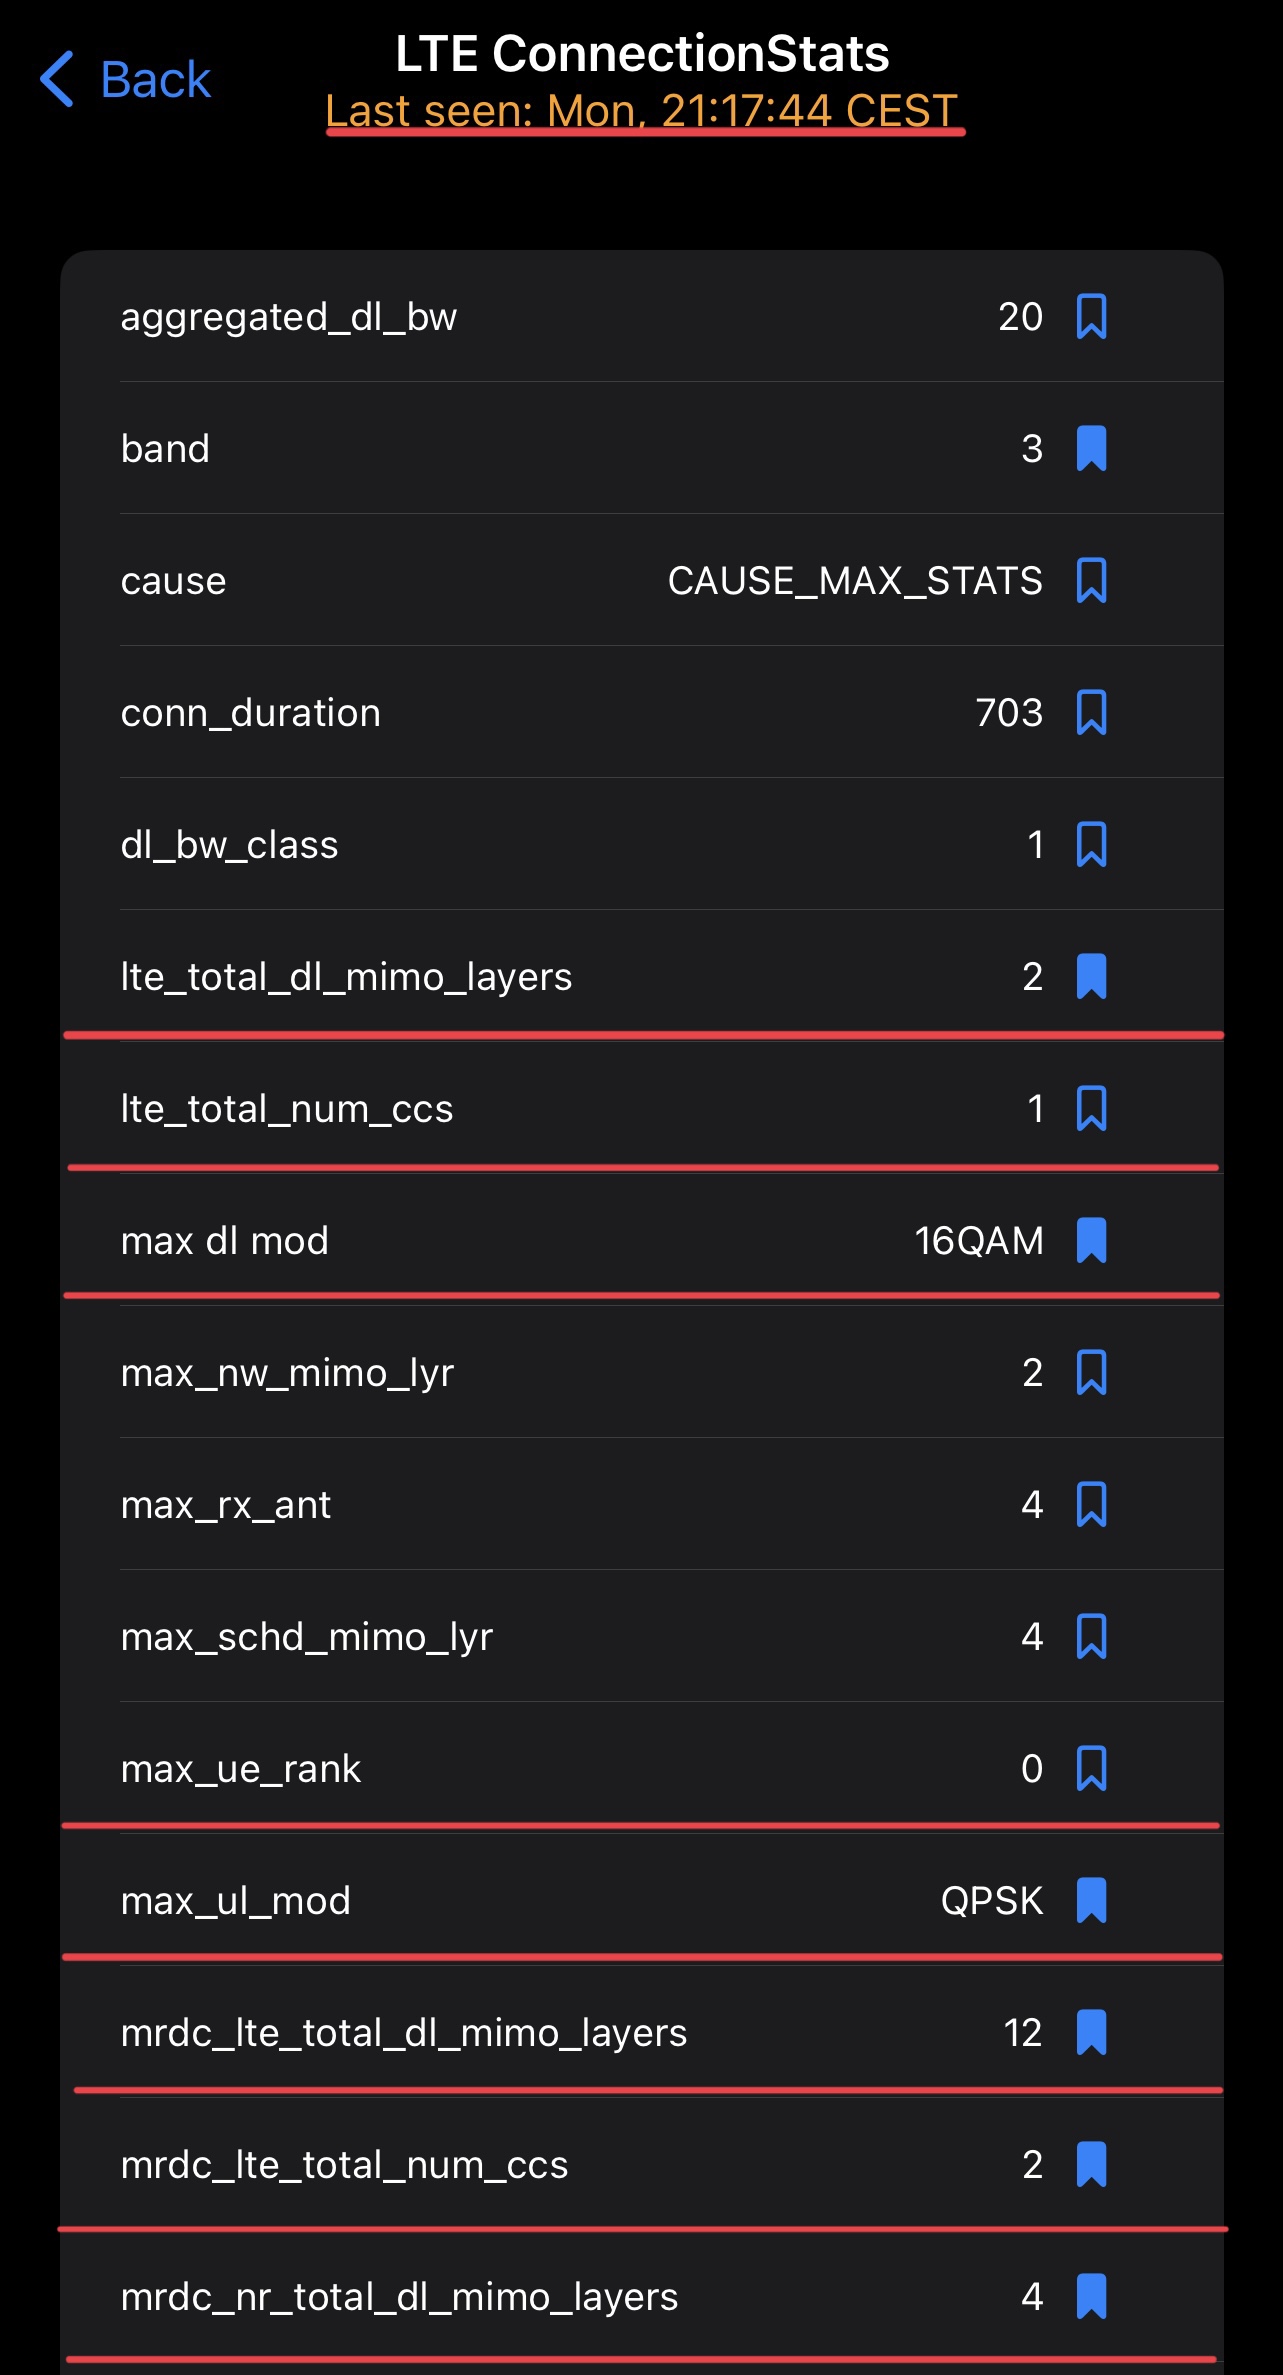 LTE ConnectionStats
Back
Last seen: Mon, 21:17:44 CEST
aggregated_dl_bw 20
band 3
cause CAUSE_MAX_STATS
conn_duration 703
dl_bw_class 1
lte_total_dl_mimo_layers 2
lte_total_num_ccs 1
max dl mod 16QAM
max_nw_mimo_lyr 2
max_rx_ant 4
max_schd_mimo_lyr 4
max_ue_rank 0
max_ul_mod QPSK
mrdc_lte_total_dl_mimo_layers 12
mrdc_lte_total_num_ccs 2
mrdc_nr_total_dl_mimo_layers 4